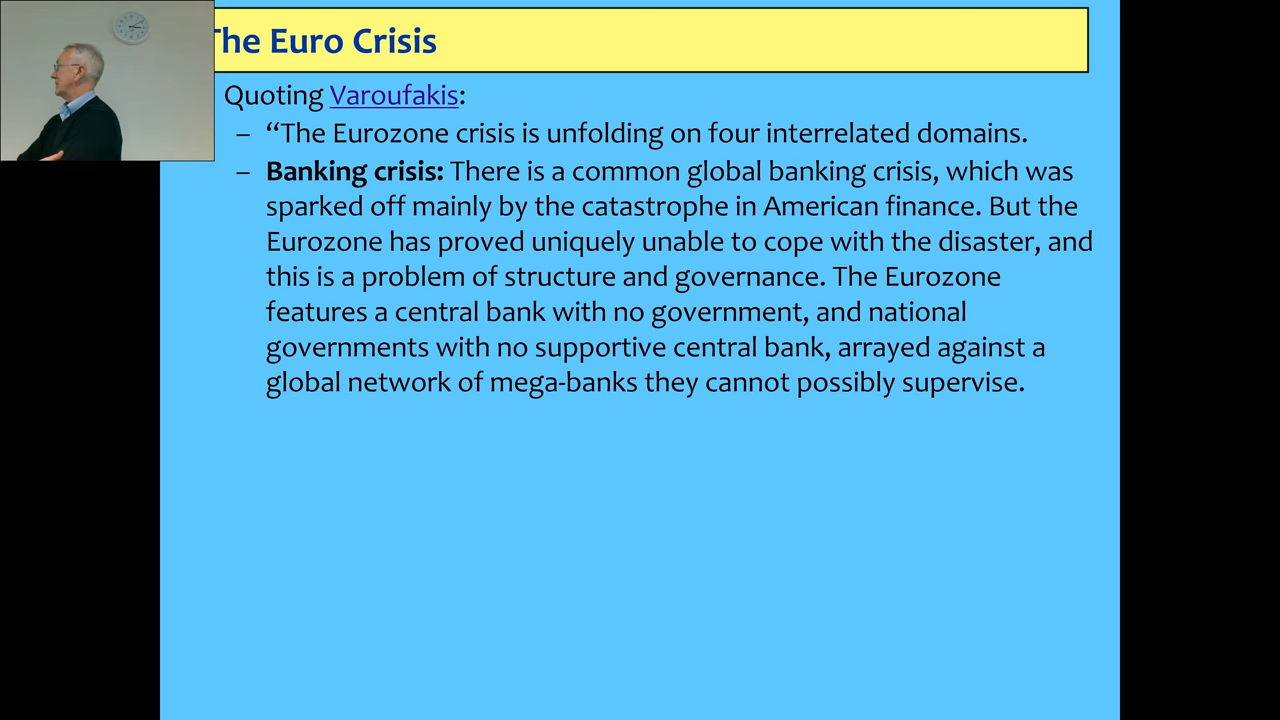 The Euro Crisis
Quoting Varoufakis:
– “The Eurozone crisis is unfolding on four interrelated domains.
– Banking crisis: There is a common global banking crisis, which was
sparked off mainly by the catastrophe in American finance. But the
Eurozone has proved uniquely unable to cope with the disaster, and
this is a problem of structure and governance. The Eurozone
features a central bank with no government, and national
governments with no supportive central bank, arrayed against a
global network of mega-banks they cannot possibly supervise.